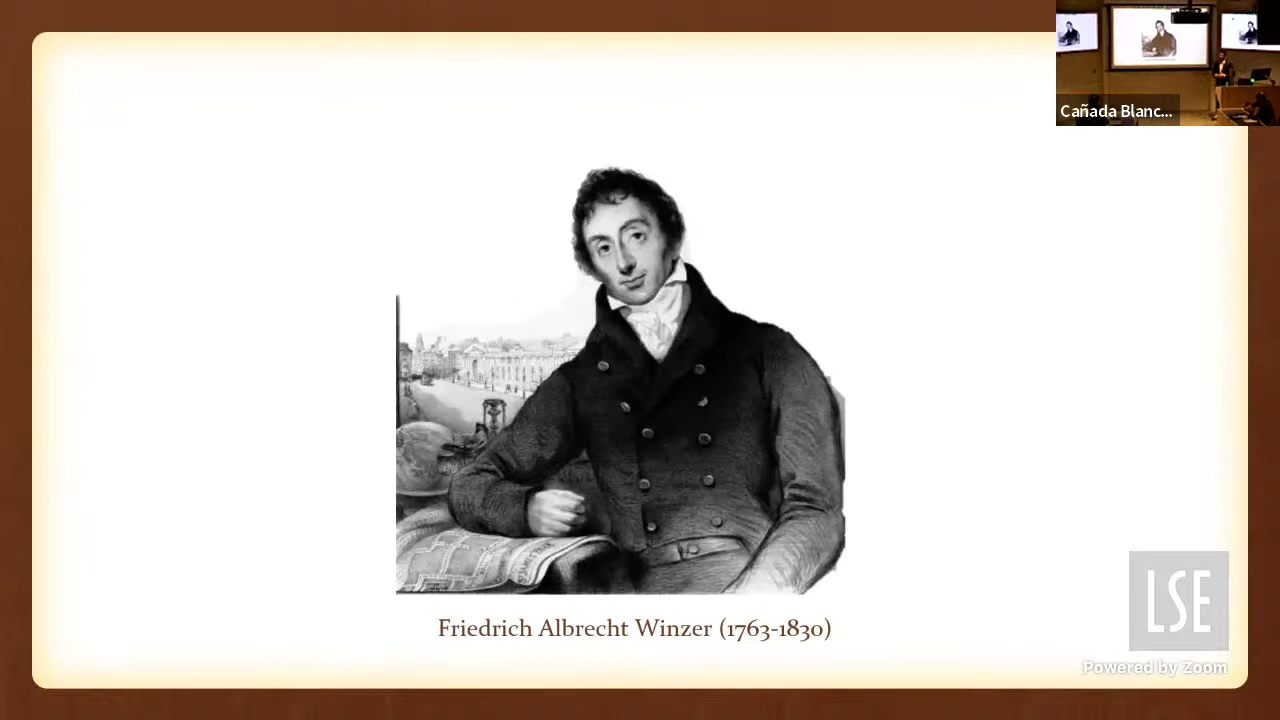 Cañada Blanc...
Friedrich Albrecht Winzer (1763-1830)
LSE
Powered by Zoom